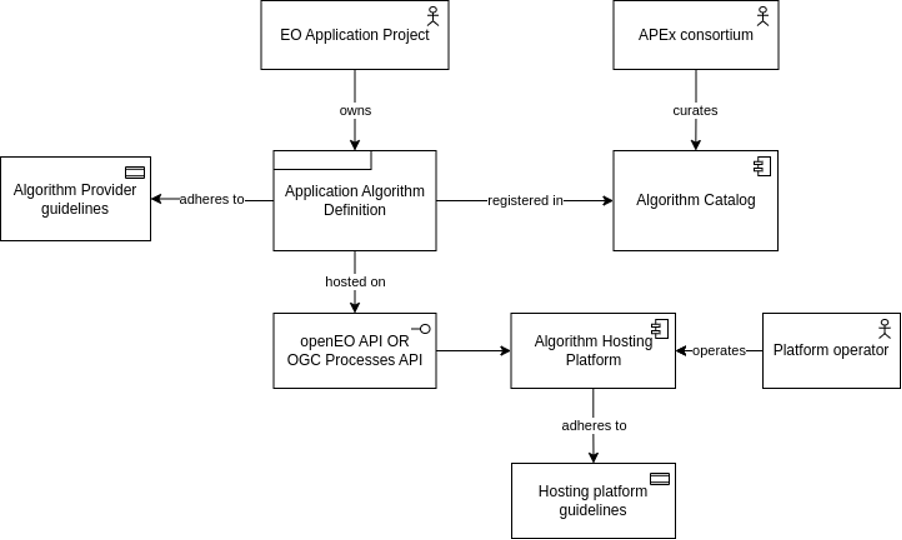 EO Application Project
APEx consortium
owns
curates
Algorithm Provider
guidelines
adheres to
Application Algorithm
Definition
registered in
Algorithm Catalog
hosted on
openEO API OR
OGC Processes API
Algorithm Hosting
Platform
operates
Platform operator
adheres to
Hosting platform
guidelines